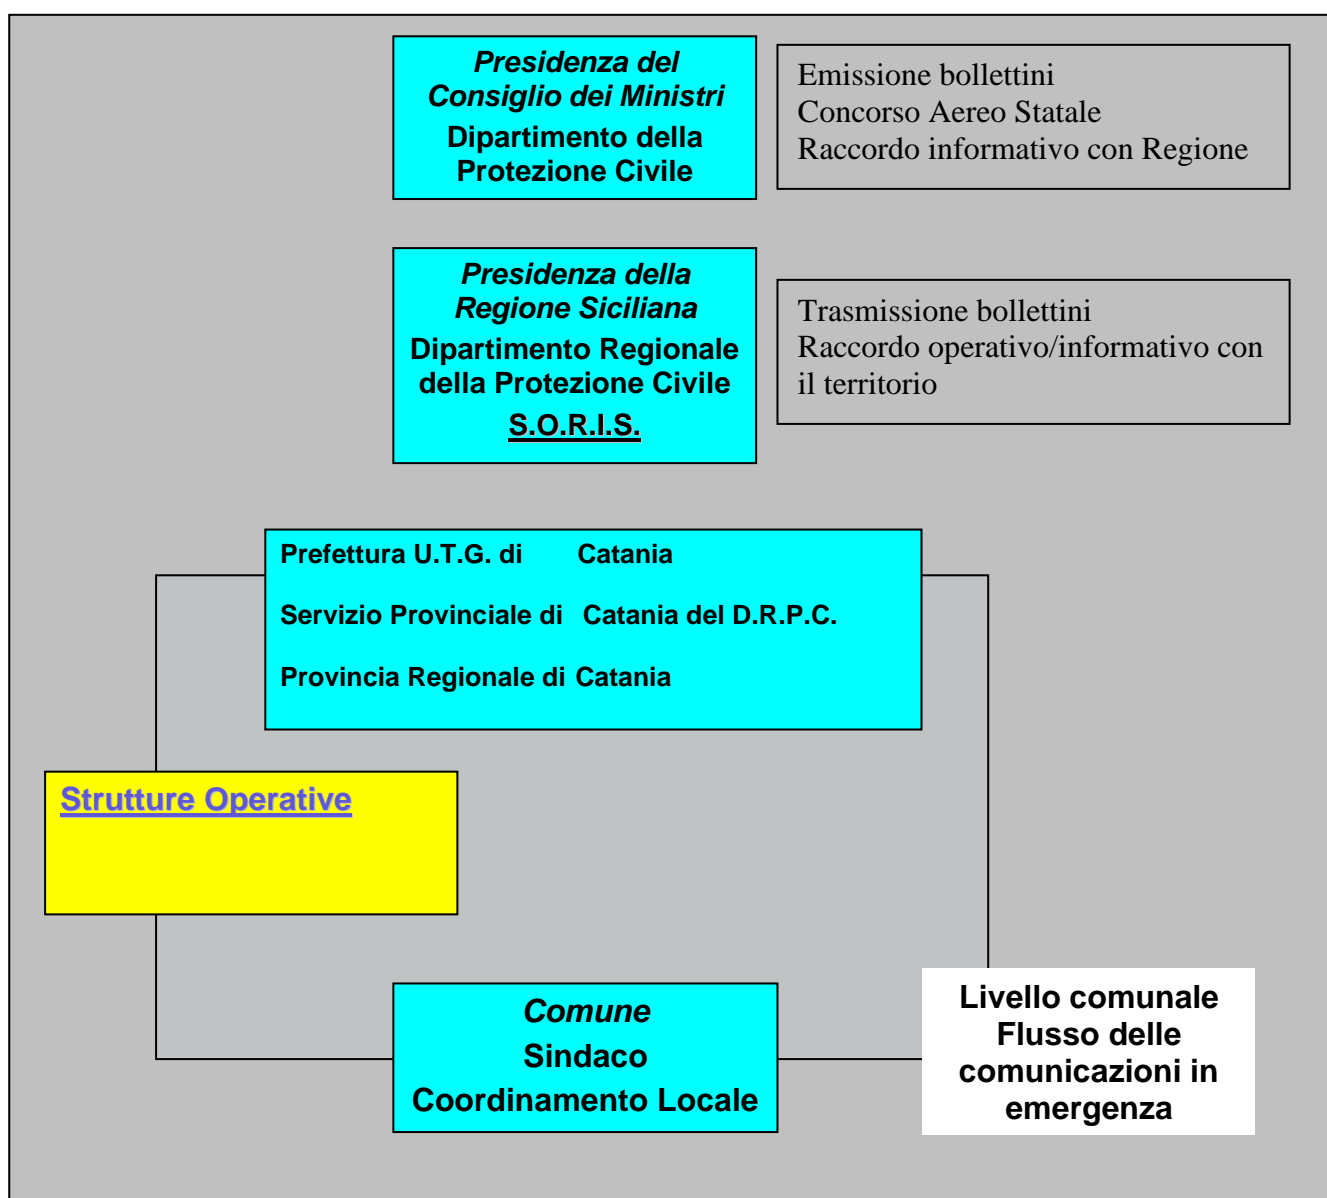 Presidenza del
Consiglio dei Ministri
Dipartimento della
Protezione Civile
Emissione bollettini
Concorso Aereo Statale
Raccordo informativo con Regione
Presidenza della
Regione Siciliana
Dipartimento Regionale
della Protezione Civile
S.O.R.I.S.
Trasmissione bollettini
Raccordo operativo/informativo con
il territorio
Prefettura U.T.G. di Catania
Servizio Provinciale di Catania del D.R.P.C.
Provincia Regionale di Catania
Strutture Operative
Comune
Sindaco
Coordinamento Locale
Livello comunale
Flusso delle
comunicazioni in
emergenza